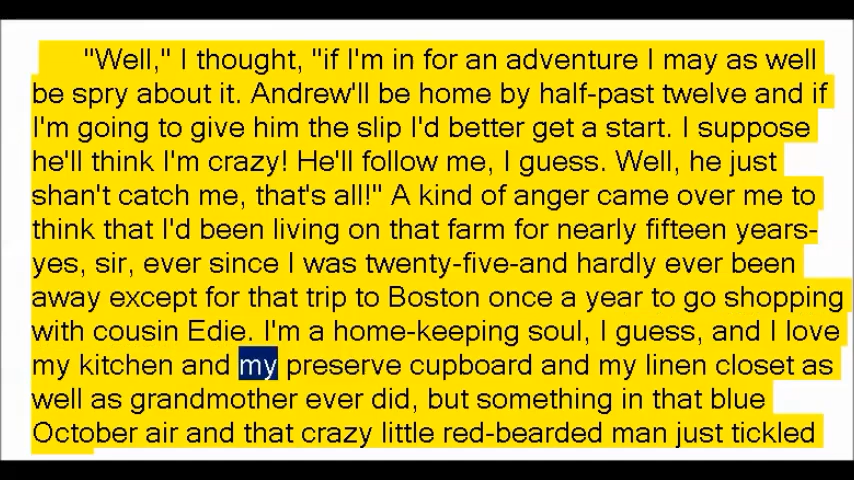 "Well," I thought, "if I'm in for an adventure I may as well
be spry about it. Andrew'll be home by half-past twelve and if
I'm going to give him the slip I'd better get a start. I suppose
he'll think I'm crazy! He'll follow me, I guess. Well, he just
shan't catch me, that's all!" A kind of anger came over me to
think that I'd been living on that farm for nearly fifteen years-
yes, sir, ever since I was twenty-five-and hardly ever been
away except for that trip to Boston once a year to go shopping
with cousin Edie. I'm a home-keeping soul, I guess, and I love
my kitchen and my preserve cupboard and my linen closet as
well as grandmother ever did, but something in that blue
October air and that crazy little red-bearded man just tickled